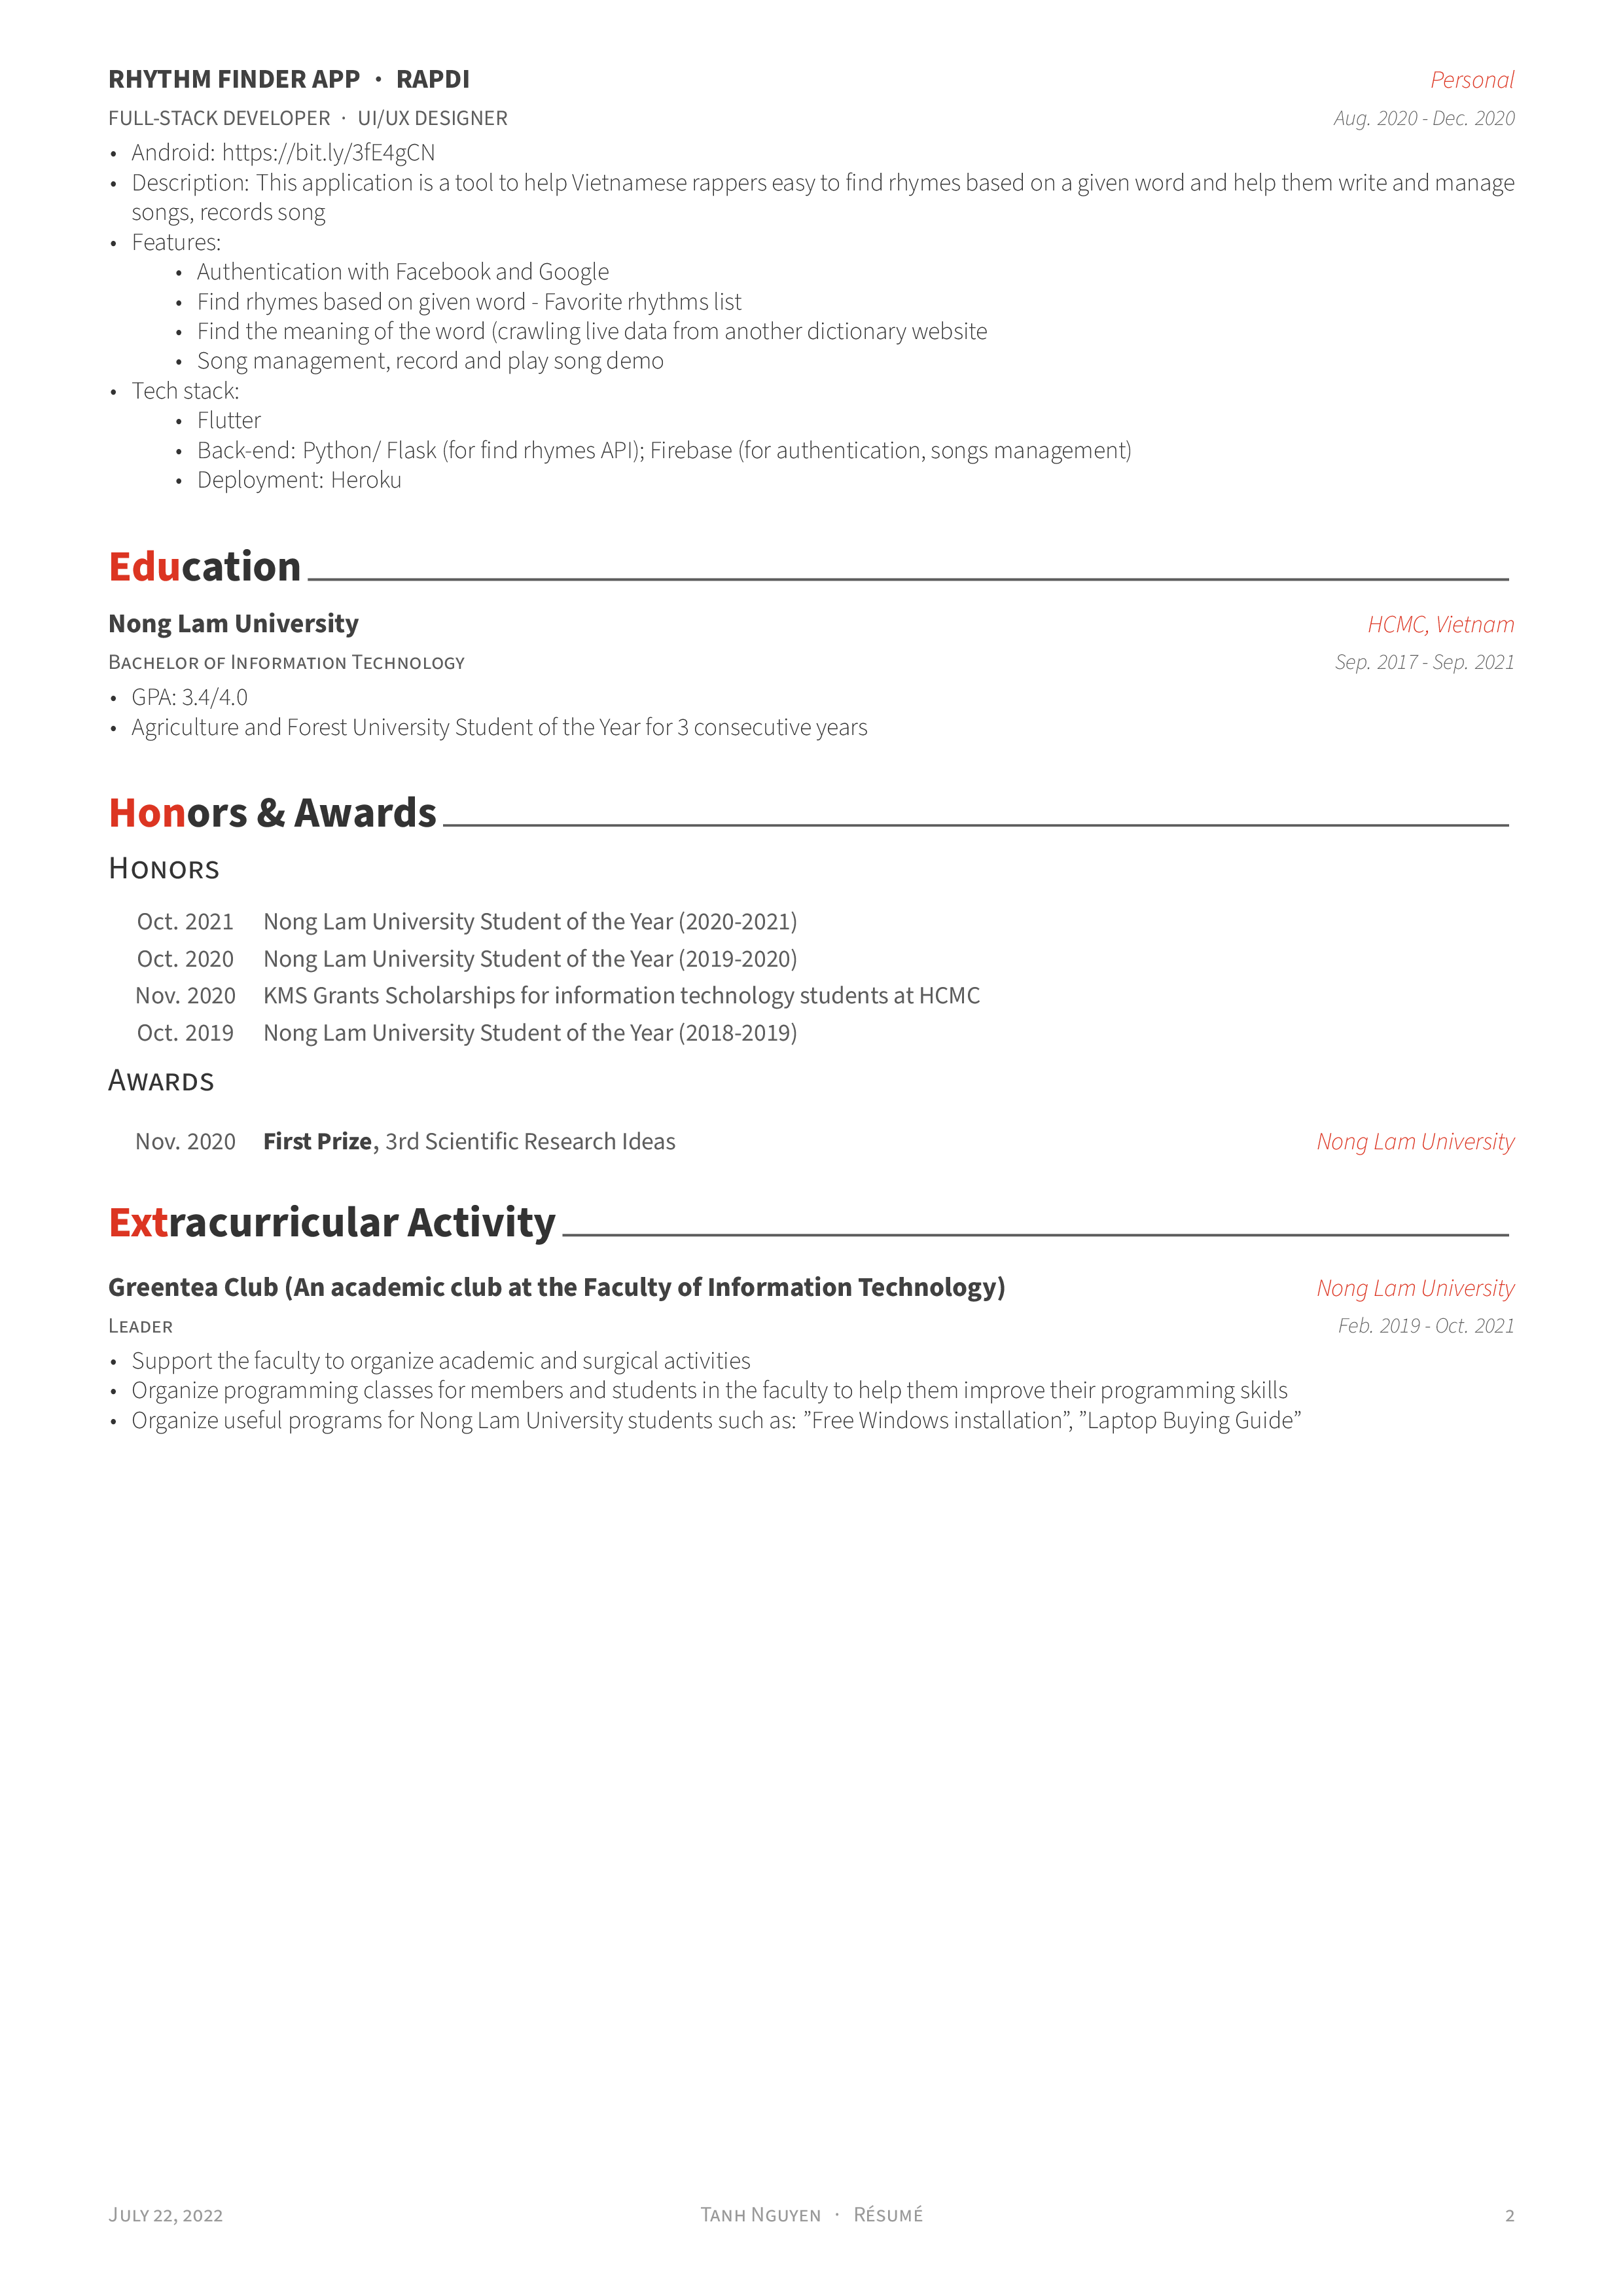 RHYTHM FINDER APP · RAPDI Personal
FULL-STACK DEVELOPER · UI/UX DESIGNER Aug. 2020 - Dec. 2020
• Android: https://bit.ly/3fE4gCN
• Description: This application is a tool to help Vietnamese rappers easy to find rhymes based on a given word and help them write and manage
songs, records song
• Features:
• Authentication with Facebook and Google
• Find rhymes based on given word - Favorite rhythms list
• Find the meaning of the word (crawling live data from another dictionary website
• Song management, record and play song demo
• Tech stack:
• Flutter
• Back-end: Python/ Flask (for find rhymes API); Firebase (for authentication, songs management)
• Deployment: Heroku
Education
Nong Lam University HCMC, Vietnam
Bachelor of Information Technology Sep. 2017 - Sep. 2021
• GPA: 3.4/4.0
• Agriculture and Forest University Student of the Year for 3 consecutive years
Honors & Awards
Honors
Oct. 2021 Nong Lam University Student of the Year (2020-2021)
Oct. 2020 Nong Lam University Student of the Year (2019-2020)
Nov. 2020 KMS Grants Scholarships for information technology students at HCMC
Oct. 2019 Nong Lam University Student of the Year (2018-2019)
Awards
Nov. 2020 First Prize, 3rd Scientific Research Ideas Nong Lam University
Extracurricular Activity
Greentea Club (An academic club at the Faculty of Information Technology) Nong Lam University
Leader Feb. 2019 - Oct. 2021
• Support the faculty to organize academic and surgical activities
• Organize programming classes for members and students in the faculty to help them improve their programming skills
• Organize useful programs for Nong Lam University students such as: ”Free Windows installation”, ”Laptop Buying Guide”
July 22, 2022 Tanh Nguyen · Résumé 2